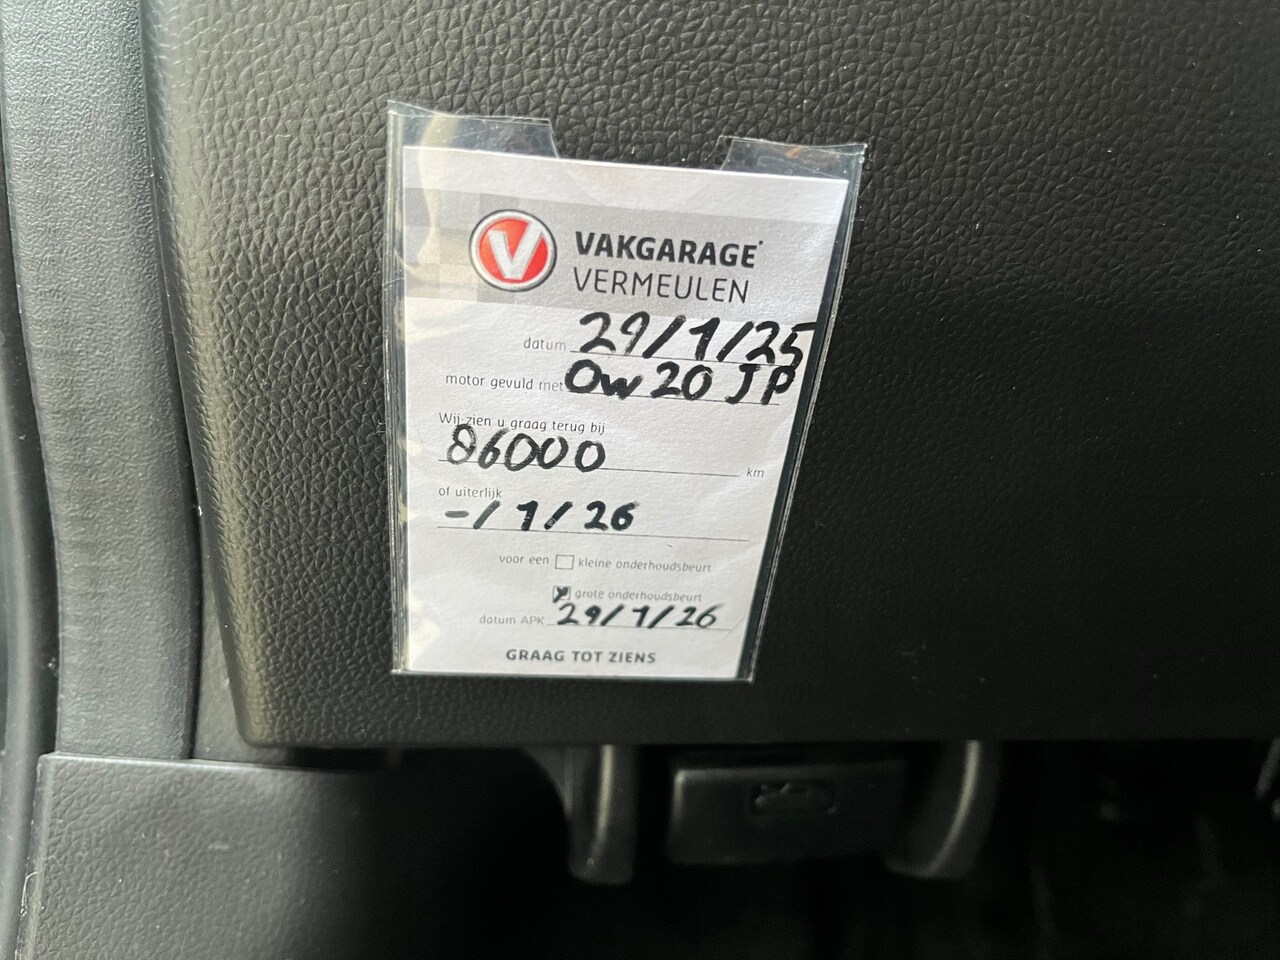 V VAKGARAGE
VERMEULEN
datum 29/1/25
motor gevuld met 0w20 JP
Wij zien u graag terug bij
86000 km
of uiterlijk
-/1/26
voor een kleine onderhoudsbeurt
grote onderhoudsbeurt
datum APK 29/1/26
GRAAG TOT ZIENS